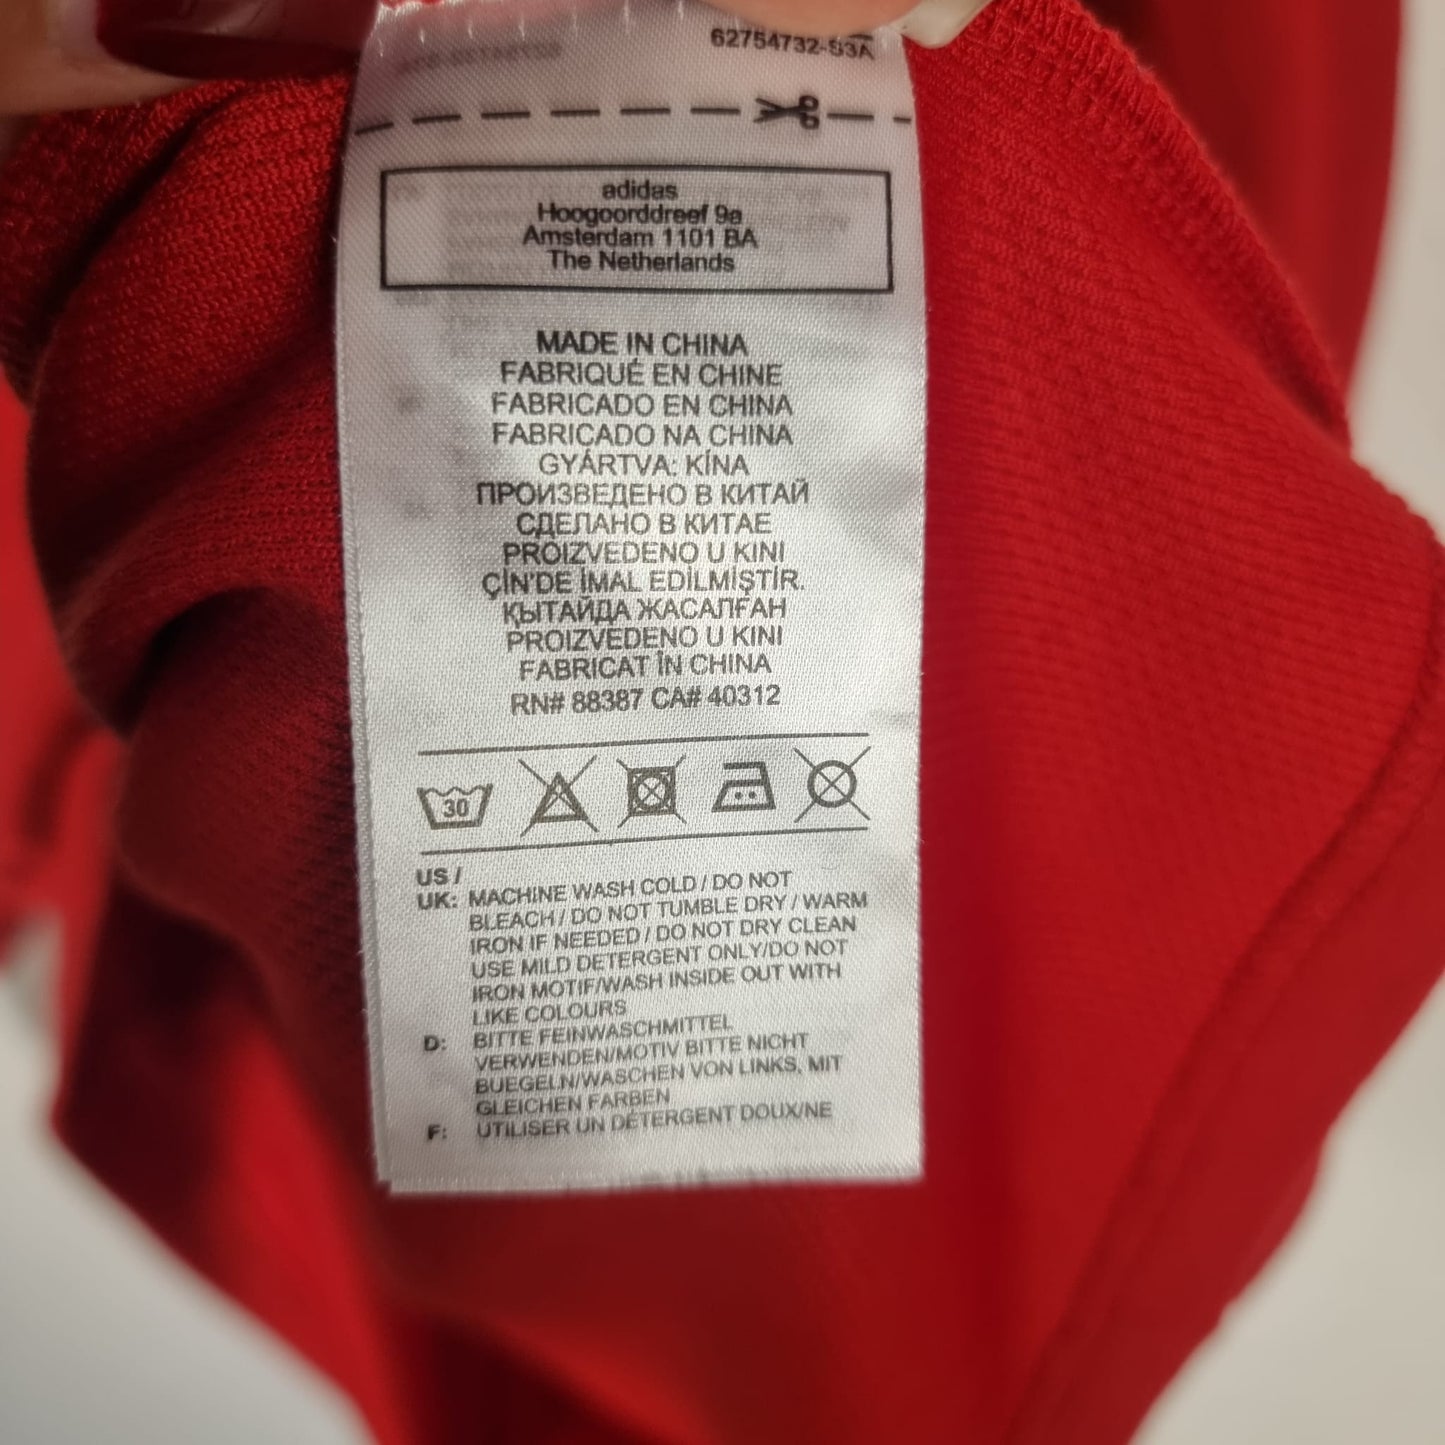 62754732-S3A
adidas
Hoogoorddreef 9a
Amsterdam 1101 BA
The Netherlands
MADE IN CHINA
FABRIQUÉ EN CHINE
FABRICADO EN CHINA
FABRICADO NA CHINA
GYÁRTVA: KÍNA
ПРОИЗВЕДЕНО В КИТАЙ
СДЕЛАНО В КИТАЕ
PROIZVEDENO U KINI
ÇİN'DE İMAL EDİLMİŞTİR.
ҚЫТАЙДА ЖАСАЛҒАН
PROIZVEDENO U KINI
FABRICAT ÎN CHINA
RN# 88387 CA# 40312
30
US /
UK: MACHINE WASH COLD / DO NOT
BLEACH / DO NOT TUMBLE DRY / WARM
IRON IF NEEDED / DO NOT DRY CLEAN
USE MILD DETERGENT ONLY/DO NOT
IRON MOTIF/WASH INSIDE OUT WITH
LIKE COLOURS
D: BITTE FEINWASCHMITTEL
VERWENDEN/MOTIV BITTE NICHT
BUEGELN/WASCHEN VON LINKS, MIT
GLEICHEN FARBEN
F: UTILISER UN DÉTERGENT DOUX/NE